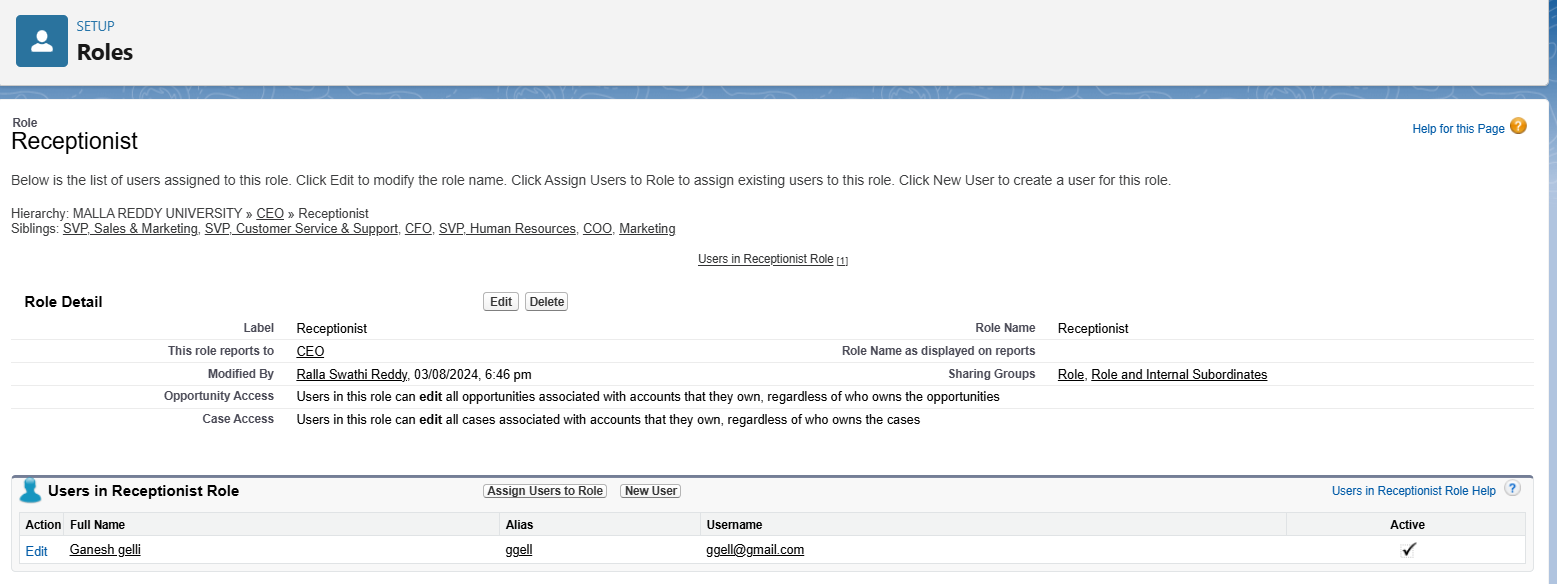 SETUP
Roles
Role
Receptionist
Help for this Page ?
Below is the list of users assigned to this role. Click Edit to modify the role name. Click Assign Users to Role to assign existing users to this role. Click New User to create a user for this role.
Hierarchy: MALLA REDDY UNIVERSITY » CEO » Receptionist
Siblings: SVP, Sales & Marketing, SVP, Customer Service & Support, CFO, SVP, Human Resources, COO, Marketing
Users in Receptionist Role [1]
Role Detail Edit Delete
Label Receptionist Role Name Receptionist
This role reports to CEO Role Name as displayed on reports
Modified By Ralla Swathi Reddy, 03/08/2024, 6:46 pm Sharing Groups Role, Role and Internal Subordinates
Opportunity Access Users in this role can edit all opportunities associated with accounts that they own, regardless of who owns the opportunities
Case Access Users in this role can edit all cases associated with accounts that they own, regardless of who owns the cases
Users in Receptionist Role Assign Users to Role New User Users in Receptionist Role Help ?
Action Full Name Alias Username Active
Edit Ganesh gelli ggell ggell@gmail.com